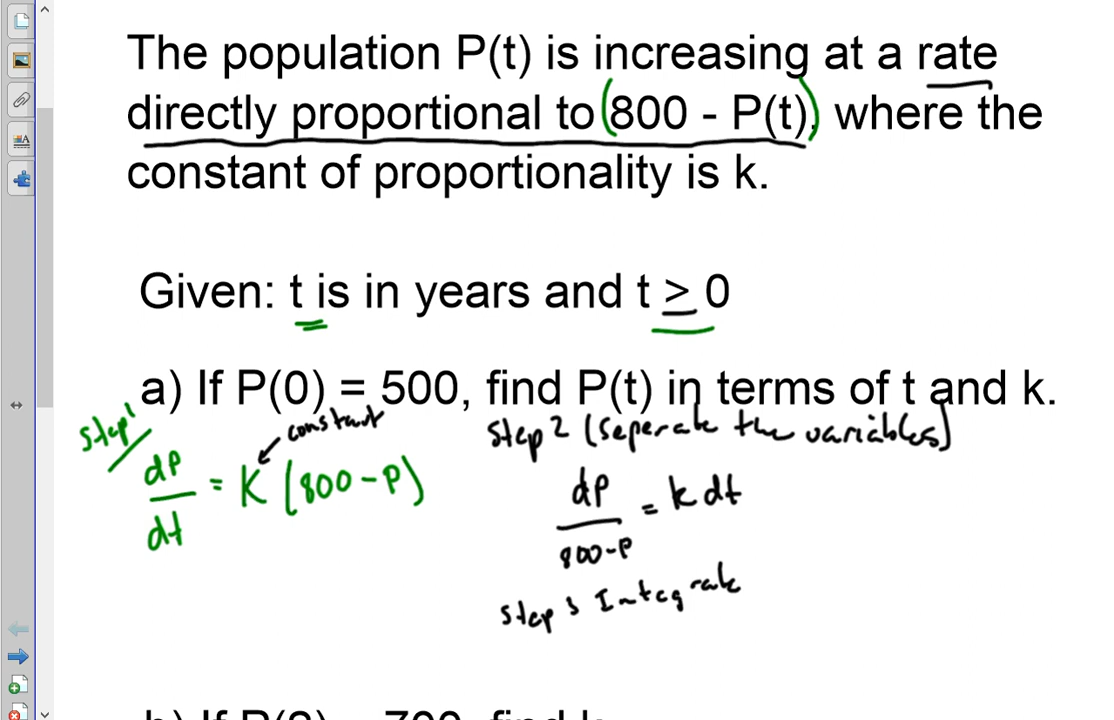 The population P(t) is increasing at a rate
directly proportional to (800 - P(t)), where the
constant of proportionality is k.
Given: t is in years and t ≥ 0
a) If P(0) = 500, find P(t) in terms of t and k.
step 1
constant
dP/dt = K (800-P)
step 2 (seperate the variables)
dP/800-P = k dt
step 3 Integrate